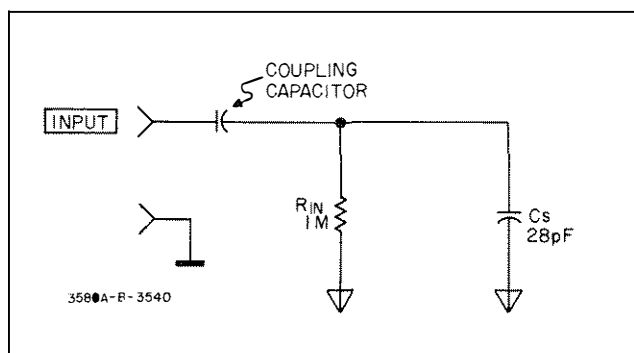 COUPLING
CAPACITOR
INPUT
RIN
1M
Cs
28pF
3580A-B-3540